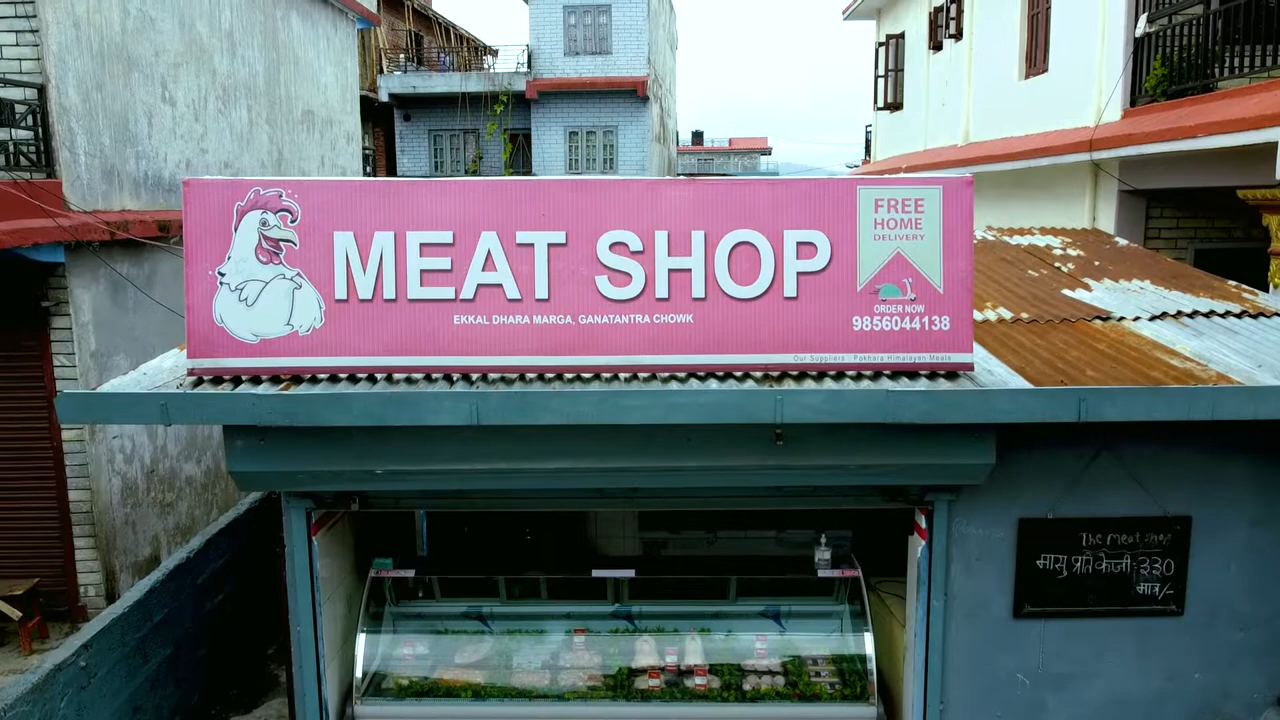 MEAT SHOP
EKKAL DHARA MARGA, GANATANTRA CHOWK
FREE
HOME
DELIVERY
ORDER NOW
9856044138
Our Suppliers : Pokhara Himalayan Meats
The meat shop
मासु प्रति केजी : ३३०
मात्र/-